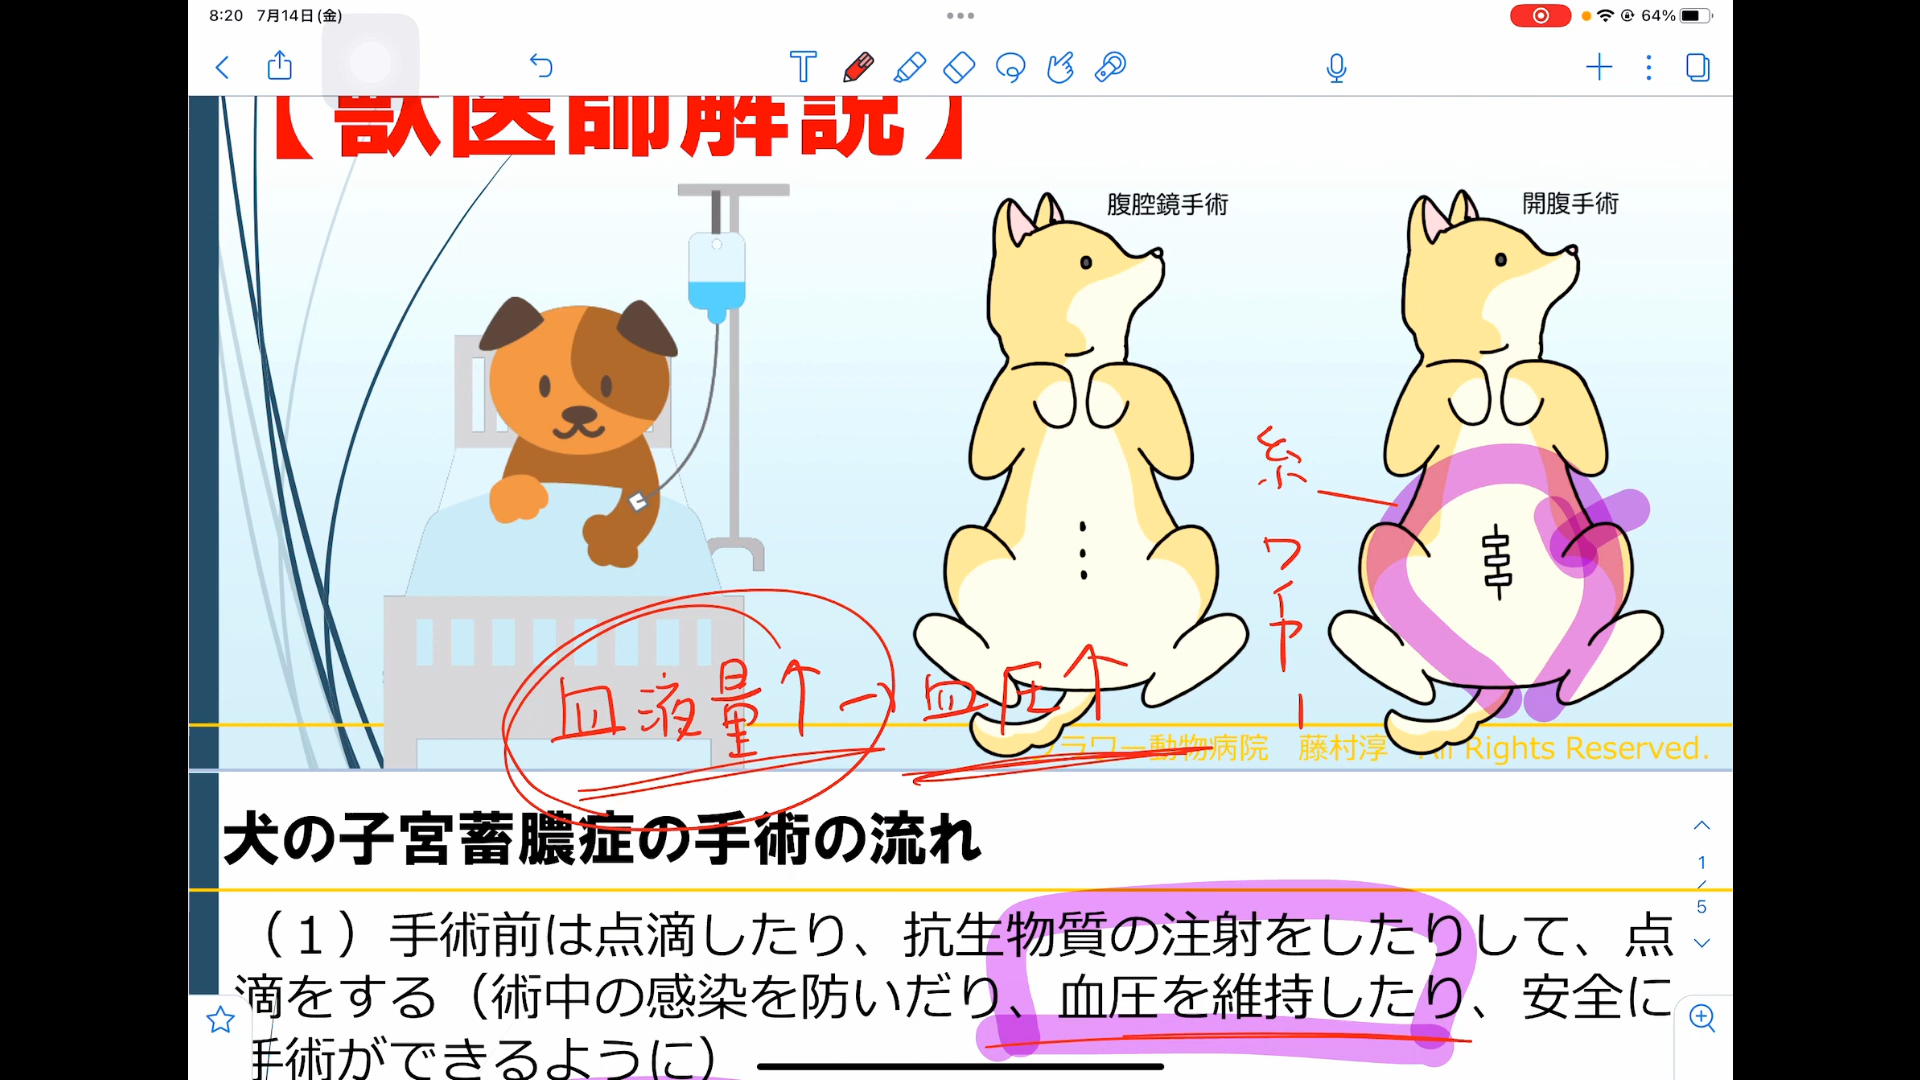 8:20 7月14日(金)
64%
【獣医師解説】
腹腔鏡手術
開腹手術
糸
ワイヤー
血液量↑→血圧↑
フラワー動物病院 藤村淳 All Rights Reserved.
犬の子宮蓄膿症の手術の流れ
1
/
5
（１）手術前は点滴したり、抗生物質の注射をしたりして、点
滴をする（術中の感染を防いだり、血圧を維持したり、安全に
手術ができるように）